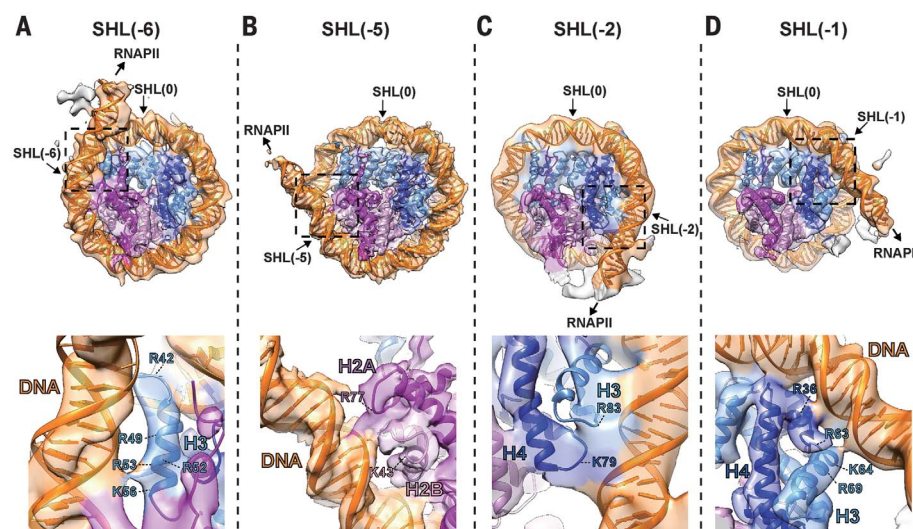 A SHL(-6)
RNAPII
SHL(0)
SHL(-6)
DNA
R42
R49
H3
R53
R52
K56
B SHL(-5)
SHL(0)
RNAPII
SHL(-5)
H2A
R77
DNA
K43
H2B
C SHL(-2)
SHL(0)
SHL(-2)
RNAPII
H3
R83
H4
K79
D SHL(-1)
SHL(0)
SHL(-1)
RNAPI
DNA
R36
R63
H4
K64
R69
H3